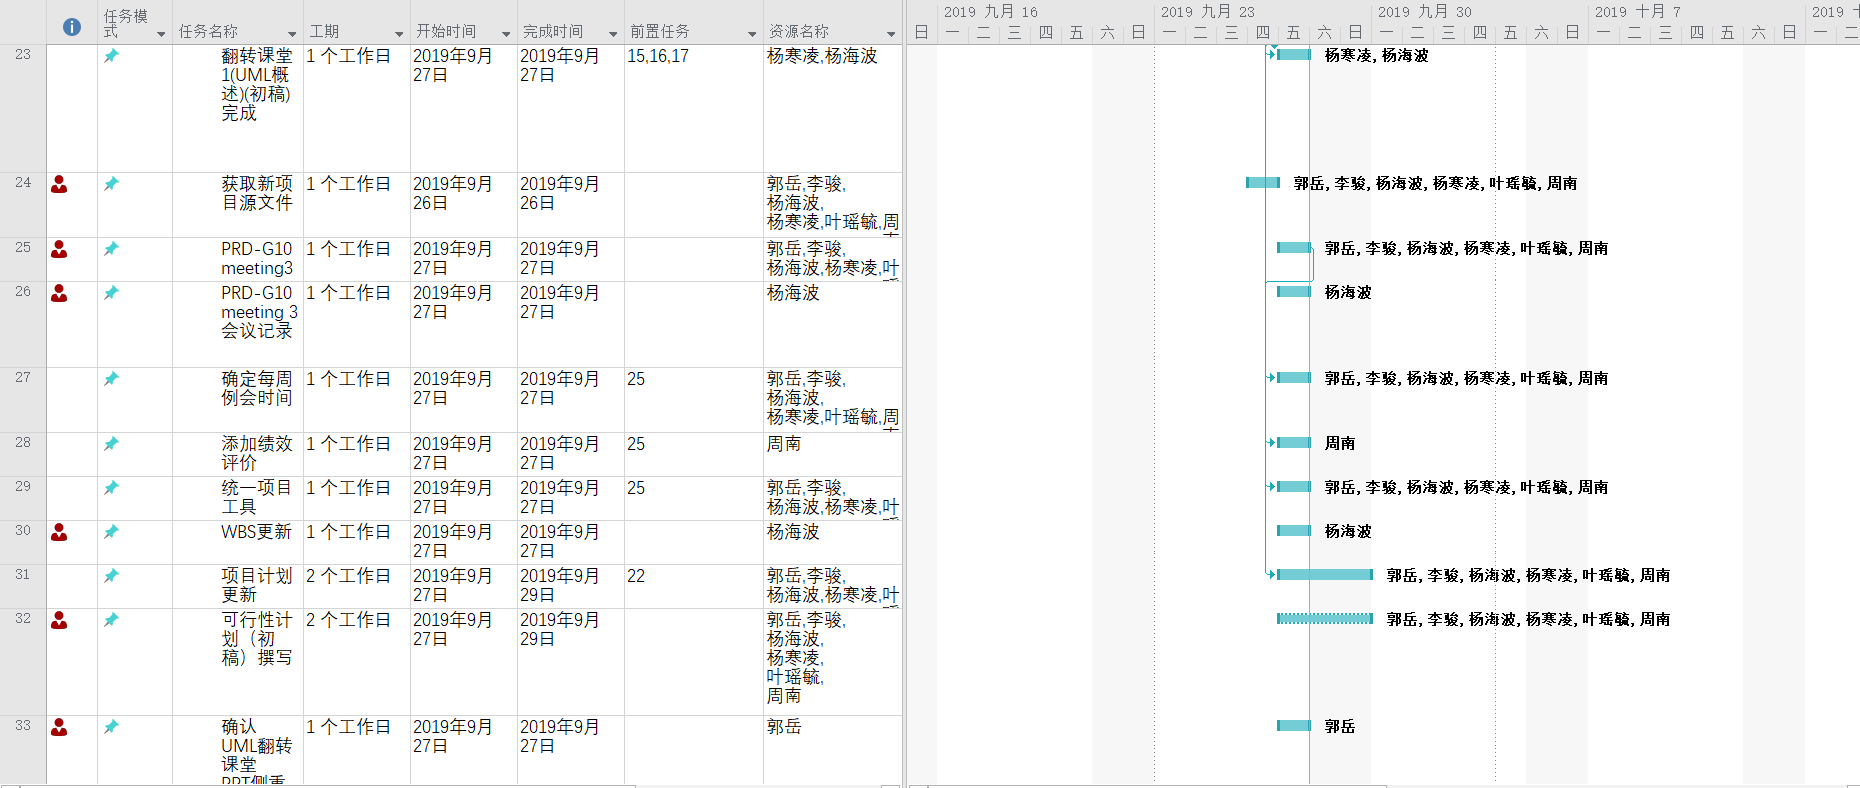 任务模式 任务名称 工期 开始时间 完成时间 前置任务 资源名称
2019 九月 16 2019 九月 23 2019 九月 30 2019 十月 7 2019
日 一 二 三 四 五 六 日 一 二 三 四 五 六 日 一 二 三 四 五 六 日 一 二 三 四 五 六 日 一 二
23 翻转课堂 1 个工作日 2019年9月 2019年9月 15,16,17 杨寒凌,杨海波 杨寒凌, 杨海波
1(UML概 27日 27日
述)(初稿)
完成
24 获取新项 1 个工作日 2019年9月 2019年9月 郭岳,李骏, 郭岳, 李骏, 杨海波, 杨寒凌, 叶瑶毓, 周南
目源文件 26日 26日 杨海波,
杨寒凌,叶瑶毓,周
25 PRD-G10 1 个工作日 2019年9月 2019年9月 郭岳,李骏, 郭岳, 李骏, 杨海波, 杨寒凌, 叶瑶毓, 周南
meeting3 27日 27日 杨海波,杨寒凌,叶
26 PRD-G10 1 个工作日 2019年9月 2019年9月 杨海波 杨海波
meeting 3 27日 27日
会议记录
27 确定每周 1 个工作日 2019年9月 2019年9月 25 郭岳,李骏, 郭岳, 李骏, 杨海波, 杨寒凌, 叶瑶毓, 周南
例会时间 27日 27日 杨海波,
杨寒凌,叶瑶毓,周
28 添加绩效 1 个工作日 2019年9月 2019年9月 25 周南 周南
评价 27日 27日
29 统一项目 1 个工作日 2019年9月 2019年9月 25 郭岳,李骏, 郭岳, 李骏, 杨海波, 杨寒凌, 叶瑶毓, 周南
工具 27日 27日 杨海波,杨寒凌,叶
30 WBS更新 1 个工作日 2019年9月 2019年9月 杨海波 杨海波
27日 27日
31 项目计划 2 个工作日 2019年9月 2019年9月 22 郭岳,李骏, 郭岳, 李骏, 杨海波, 杨寒凌, 叶瑶毓, 周南
更新 27日 29日 杨海波,杨寒凌,叶
32 可行性计 2 个工作日 2019年9月 2019年9月 郭岳,李骏, 郭岳, 李骏, 杨海波, 杨寒凌, 叶瑶毓, 周南
划（初 27日 29日 杨海波,
稿）撰写 杨寒凌,
叶瑶毓,
周南
33 确认 1 个工作日 2019年9月 2019年9月 郭岳 郭岳
UML翻转 27日 27日
课堂
PPT侧重